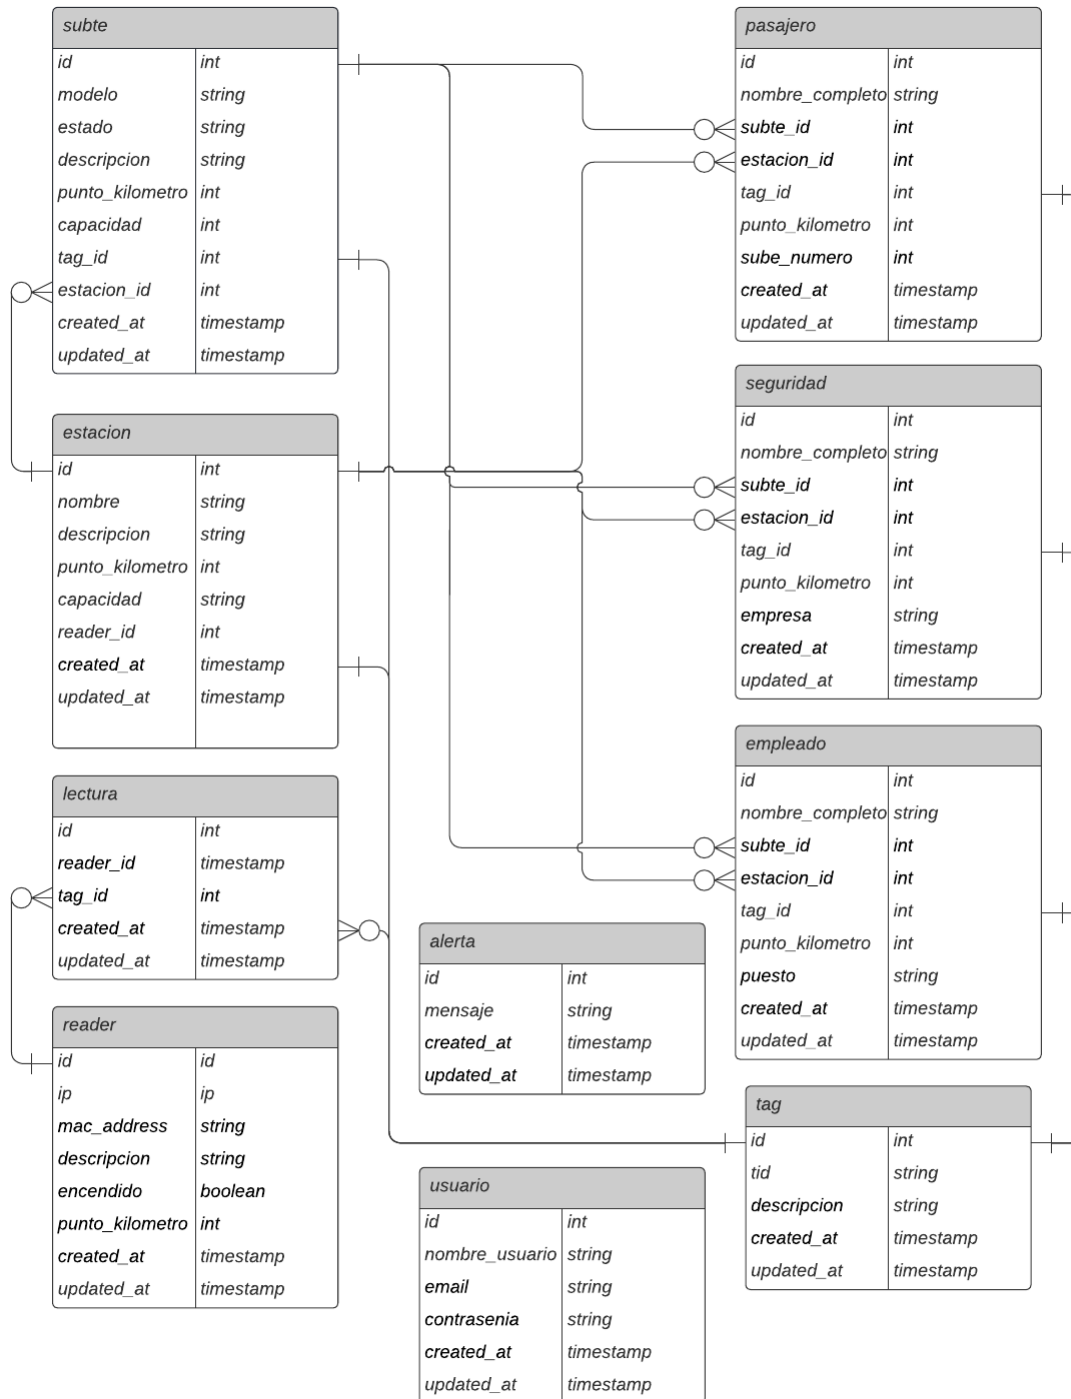 subte
id int
modelo string
estado string
descripcion string
punto_kilometro int
capacidad int
tag_id int
estacion_id int
created_at timestamp
updated_at timestamp
estacion
id int
nombre string
descripcion string
punto_kilometro int
capacidad string
reader_id int
created_at timestamp
updated_at timestamp
lectura
id int
reader_id timestamp
tag_id int
created_at timestamp
updated_at timestamp
reader
id id
ip ip
mac_address string
descripcion string
encendido boolean
punto_kilometro int
created_at timestamp
updated_at timestamp
alerta
id int
mensaje string
created_at timestamp
updated_at timestamp
usuario
id int
nombre_usuario string
email string
contrasenia string
created_at timestamp
updated_at timestamp
pasajero
id int
nombre_completo string
subte_id int
estacion_id int
tag_id int
punto_kilometro int
sube_numero int
created_at timestamp
updated_at timestamp
seguridad
id int
nombre_completo string
subte_id int
estacion_id int
tag_id int
punto_kilometro int
empresa string
created_at timestamp
updated_at timestamp
empleado
id int
nombre_completo string
subte_id int
estacion_id int
tag_id int
punto_kilometro int
puesto string
created_at timestamp
updated_at timestamp
tag
id int
tid string
descripcion string
created_at timestamp
updated_at timestamp